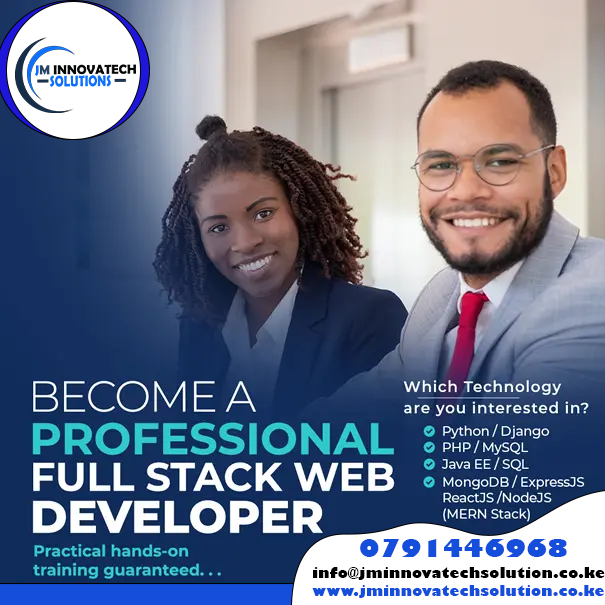 JM INNOVATECH
SOLUTIONS
BECOME A
PROFESSIONAL
FULL STACK WEB
DEVELOPER
Practical hands-on
training guaranteed. . .
Which Technology
are you interested in?
Python / Django
PHP / MySQL
Java EE / SQL
MongoDB / ExpressJS
ReactJS /NodeJS
(MERN Stack)
0791446968
info@jminnovatechsolution.co.ke
www.jminnovatechsolution.co.ke